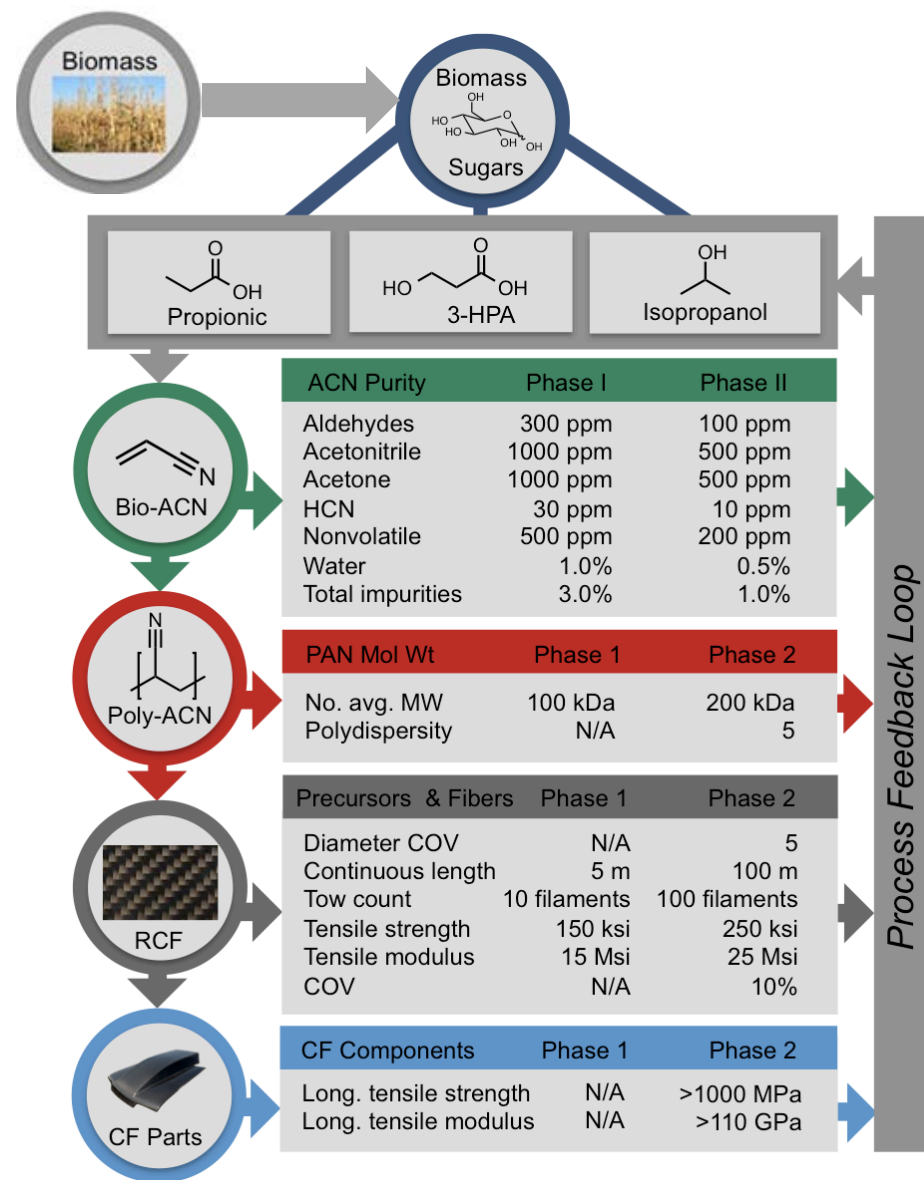 Biomass
Biomass
OH
O
HO
HO
OH
OH
Sugars
O
OH
Propionic
O
HO
OH
3-HPA
OH
Isopropanol
N
Bio-ACN
ACN Purity Phase I Phase II
Aldehydes 300 ppm 100 ppm
Acetonitrile 1000 ppm 500 ppm
Acetone 1000 ppm 500 ppm
HCN 30 ppm 10 ppm
Nonvolatile 500 ppm 200 ppm
Water 1.0% 0.5%
Total impurities 3.0% 1.0%
N
Poly-ACN
PAN Mol Wt Phase 1 Phase 2
No. avg. MW 100 kDa 200 kDa
Polydispersity N/A 5
RCF
Precursors & Fibers Phase 1 Phase 2
Diameter COV N/A 5
Continuous length 5 m 100 m
Tow count 10 filaments 100 filaments
Tensile strength 150 ksi 250 ksi
Tensile modulus 15 Msi 25 Msi
COV N/A 10%
CF Parts
CF Components Phase 1 Phase 2
Long. tensile strength N/A >1000 MPa
Long. tensile modulus N/A >110 GPa
Process Feedback Loop